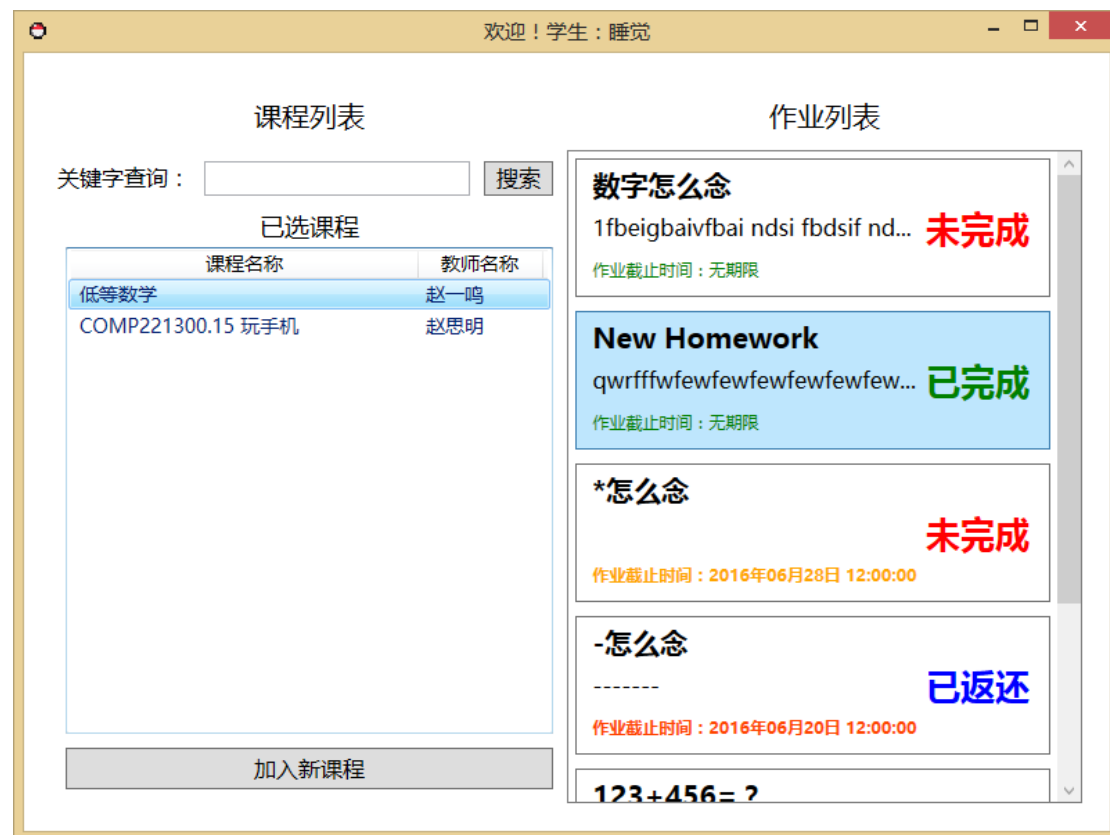 欢迎！学生：睡觉
课程列表
关键字查询：
搜索
已选课程
课程名称 教师名称
低等数学 赵一鸣
COMP221300.15 玩手机 赵思明
加入新课程
作业列表
数字怎么念
1fbeigbaivfbai ndsi fbdsif nd...
未完成
作业截止时间：无期限
New Homework
qwrfffwfewfewfewfewfewfew...
已完成
作业截止时间：无期限
*怎么念
未完成
作业截止时间：2016年06月28日 12:00:00
-怎么念
-------
已返还
作业截止时间：2016年06月20日 12:00:00
123+456=？